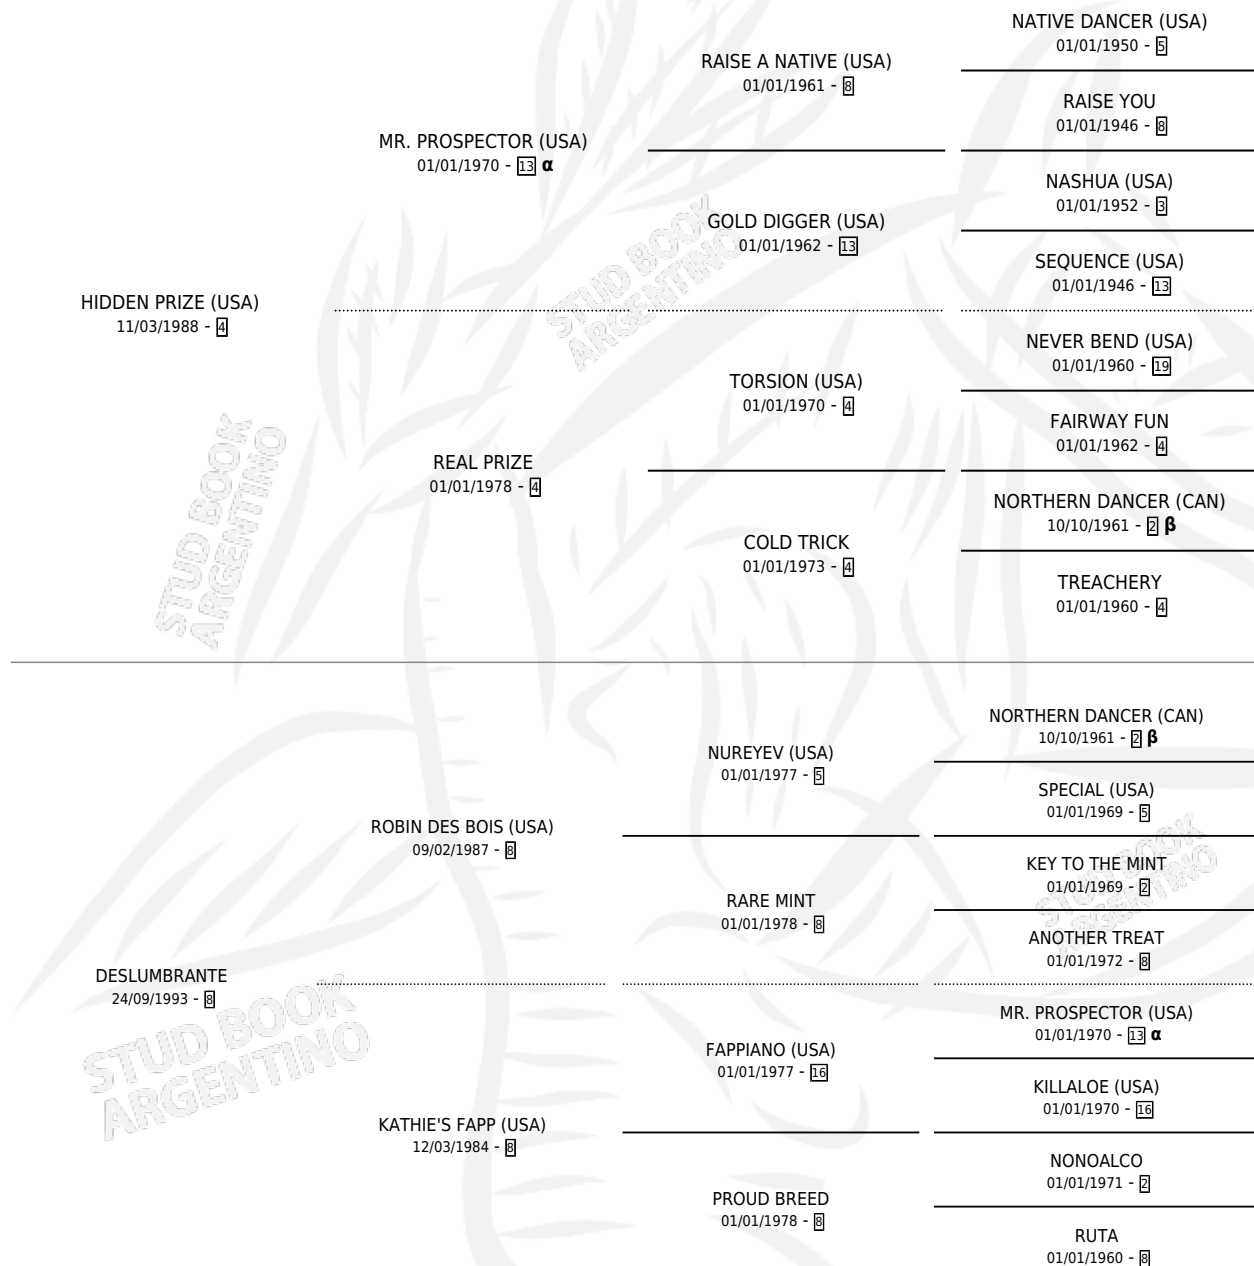 NATIVE DANCER (USA)
01/01/1950 - 5
RAISE A NATIVE (USA)
01/01/1961 - 8
RAISE YOU
01/01/1946 - 8
MR. PROSPECTOR (USA)
01/01/1970 - 13 α
NASHUA (USA)
01/01/1952 - 3
GOLD DIGGER (USA)
01/01/1962 - 13
SEQUENCE (USA)
01/01/1946 - 13
HIDDEN PRIZE (USA)
11/03/1988 - 4
NEVER BEND (USA)
01/01/1960 - 19
TORSION (USA)
01/01/1970 - 4
FAIRWAY FUN
01/01/1962 - 4
REAL PRIZE
01/01/1978 - 4
NORTHERN DANCER (CAN)
10/10/1961 - 2 β
COLD TRICK
01/01/1973 - 4
TREACHERY
01/01/1960 - 4
NORTHERN DANCER (CAN)
10/10/1961 - 2 β
NUREYEV (USA)
01/01/1977 - 5
SPECIAL (USA)
01/01/1969 - 5
ROBIN DES BOIS (USA)
09/02/1987 - 8
KEY TO THE MINT
01/01/1969 - 2
RARE MINT
01/01/1978 - 8
ANOTHER TREAT
01/01/1972 - 8
DESLUMBRANTE
24/09/1993 - 8
MR. PROSPECTOR (USA)
01/01/1970 - 13 α
FAPPIANO (USA)
01/01/1977 - 16
KILLALOE (USA)
01/01/1970 - 16
KATHIE'S FAPP (USA)
12/03/1984 - 8
NONOALCO
01/01/1971 - 2
PROUD BREED
01/01/1978 - 8
RUTA
01/01/1960 - 8
STUD BOOK
ARGENTINO
STUD BOOK
ARGENTINO
STUD BOOK
ARGENTINO
STUD BOOK
ARGENTINO